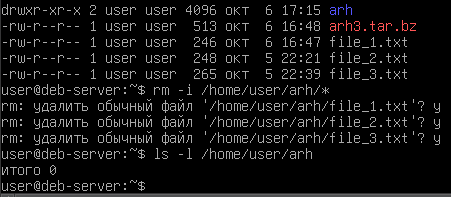 drwxr-xr-x 2 user user 4096 окт  6 17:15 arh
-rw-r--r-- 1 user user  513 окт  6 16:48 arh3.tar.bz
-rw-r--r-- 1 user user  246 окт  6 16:47 file_1.txt
-rw-r--r-- 1 user user  248 окт  5 22:21 file_2.txt
-rw-r--r-- 1 user user  265 окт  5 22:39 file_3.txt
user@deb-server:~$ rm -i /home/user/arh/*
rm: удалить обычный файл '/home/user/arh/file_1.txt'? y
rm: удалить обычный файл '/home/user/arh/file_2.txt'? y
rm: удалить обычный файл '/home/user/arh/file_3.txt'? y
user@deb-server:~$ ls -l /home/user/arh
итого 0
user@deb-server:~$